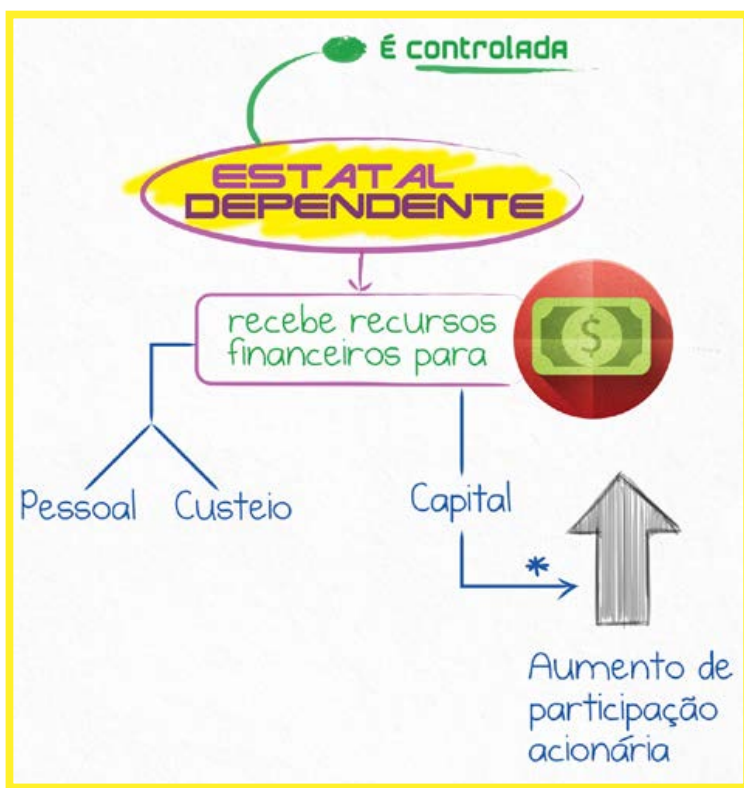 É controlada
ESTATAL
DEPENDENTE
recebe recursos
financeiros para
$
Pessoal
Custeio
Capital
*
Aumento de
participação
acionária